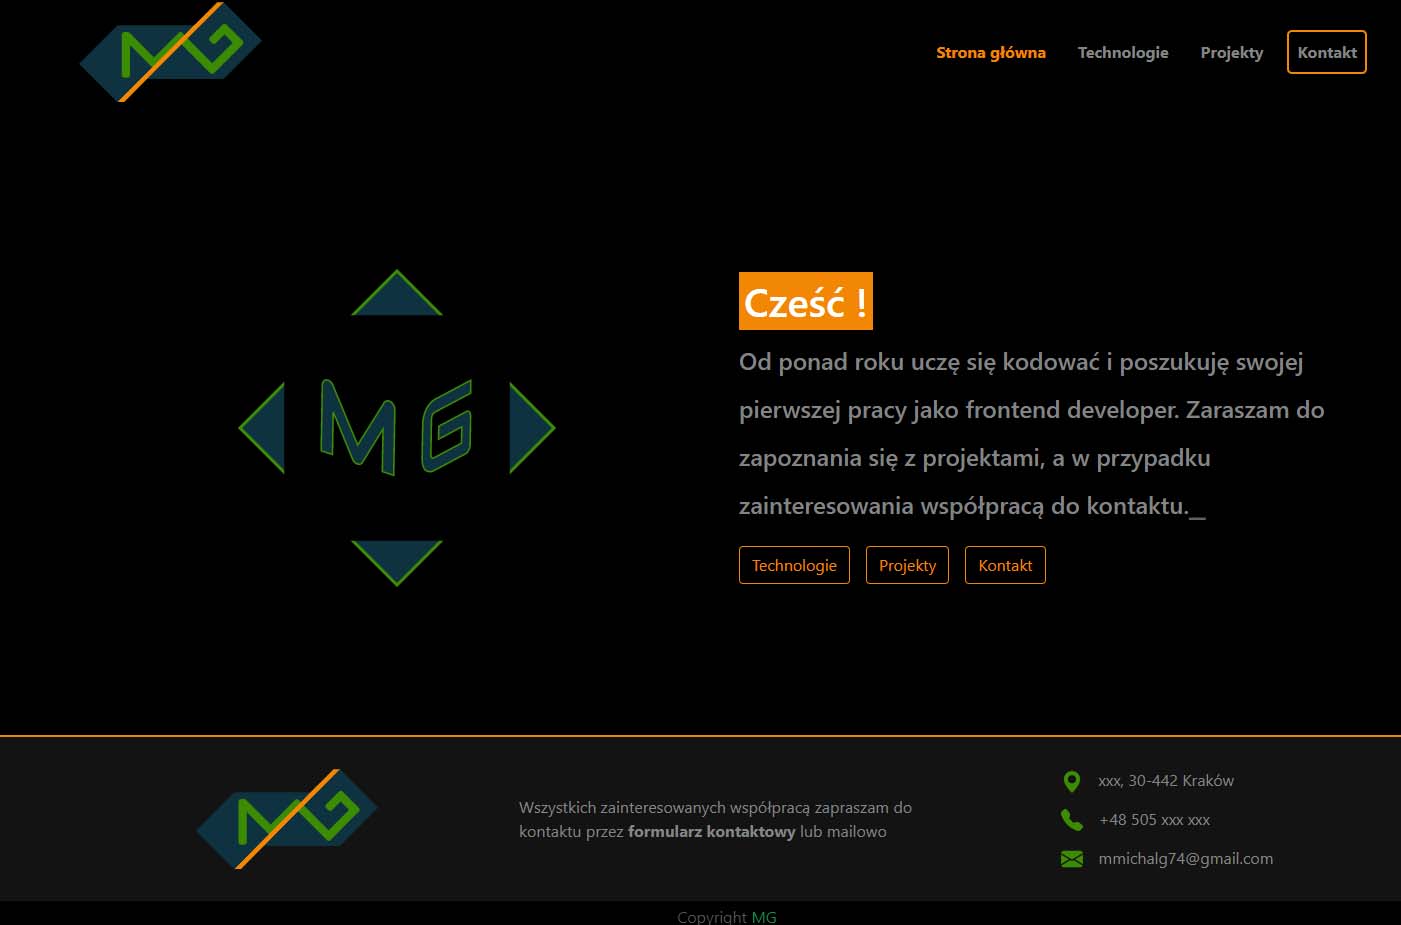 MG
Strona główna Technologie Projekty Kontakt
Cześć !
MG
Od ponad roku uczę się kodować i poszukuję swojej
pierwszej pracy jako frontend developer. Zaraszam do
zapoznania się z projektami, a w przypadku
zainteresowania współpracą do kontaktu._
Technologie Projekty Kontakt
MG
Wszystkich zainteresowanych współpracą zapraszam do
kontaktu przez formularz kontaktowy lub mailowo
xxx, 30-442 Kraków
+48 505 xxx xxx
mmichalg74@gmail.com
Copyright MG